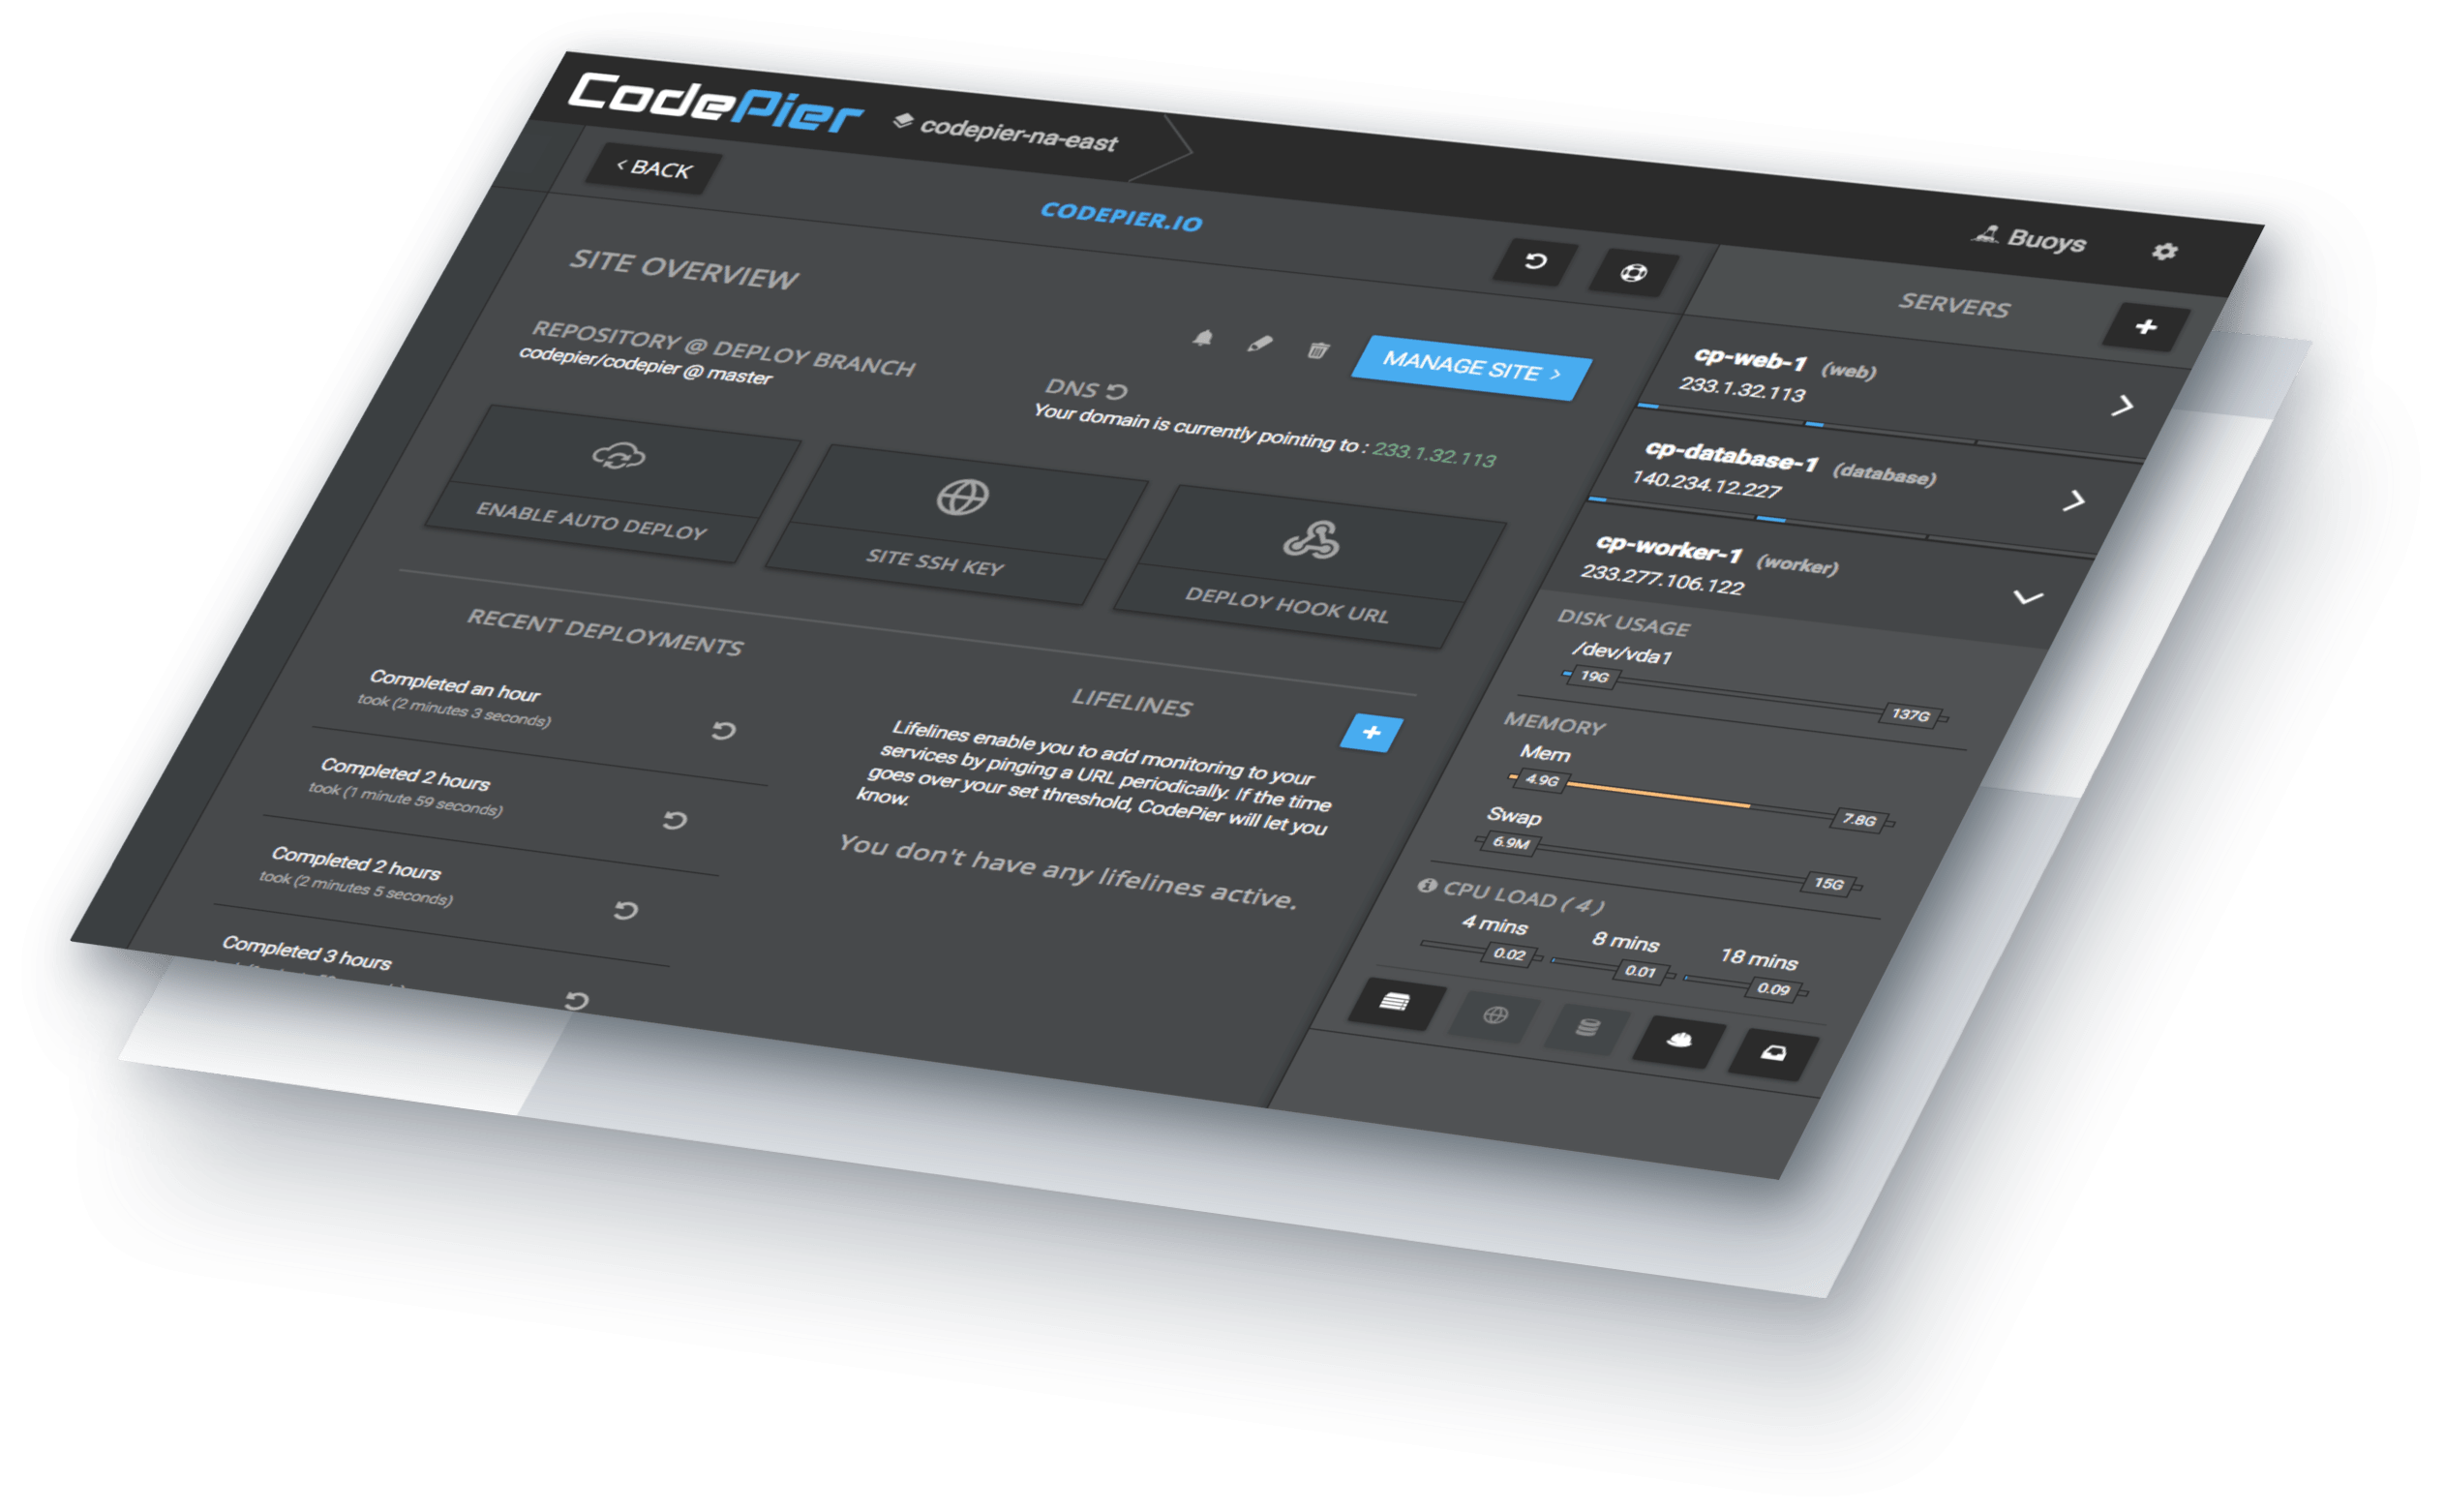 CodePier
codepier-na-east
Buoys
BACK
CODEPIER.IO
SITE OVERVIEW
REPOSITORY @ DEPLOY BRANCH
codepier/codepier @ master
MANAGE SITE
DNS
Your domain is currently pointing to : 233.1.32.113
ENABLE AUTO DEPLOY
SITE SSH KEY
DEPLOY HOOK URL
RECENT DEPLOYMENTS
Completed an hour
took (2 minutes 3 seconds)
Completed 2 hours
took (1 minute 59 seconds)
Completed 2 hours
took (2 minutes 5 seconds)
Completed 3 hours
LIFELINES
Lifelines enable you to add monitoring to your
services by pinging a URL periodically. If the time
goes over your set threshold, CodePier will let you
know.
You don't have any lifelines active.
SERVERS
cp-web-1 (web)
233.1.32.113
cp-database-1 (database)
140.234.12.227
cp-worker-1 (worker)
233.277.106.122
DISK USAGE
/dev/vda1
19G 137G
MEMORY
Mem
4.9G 7.8G
Swap
6.9M 15G
CPU LOAD ( 4 )
4 mins 8 mins 18 mins
0.02 0.01 0.09